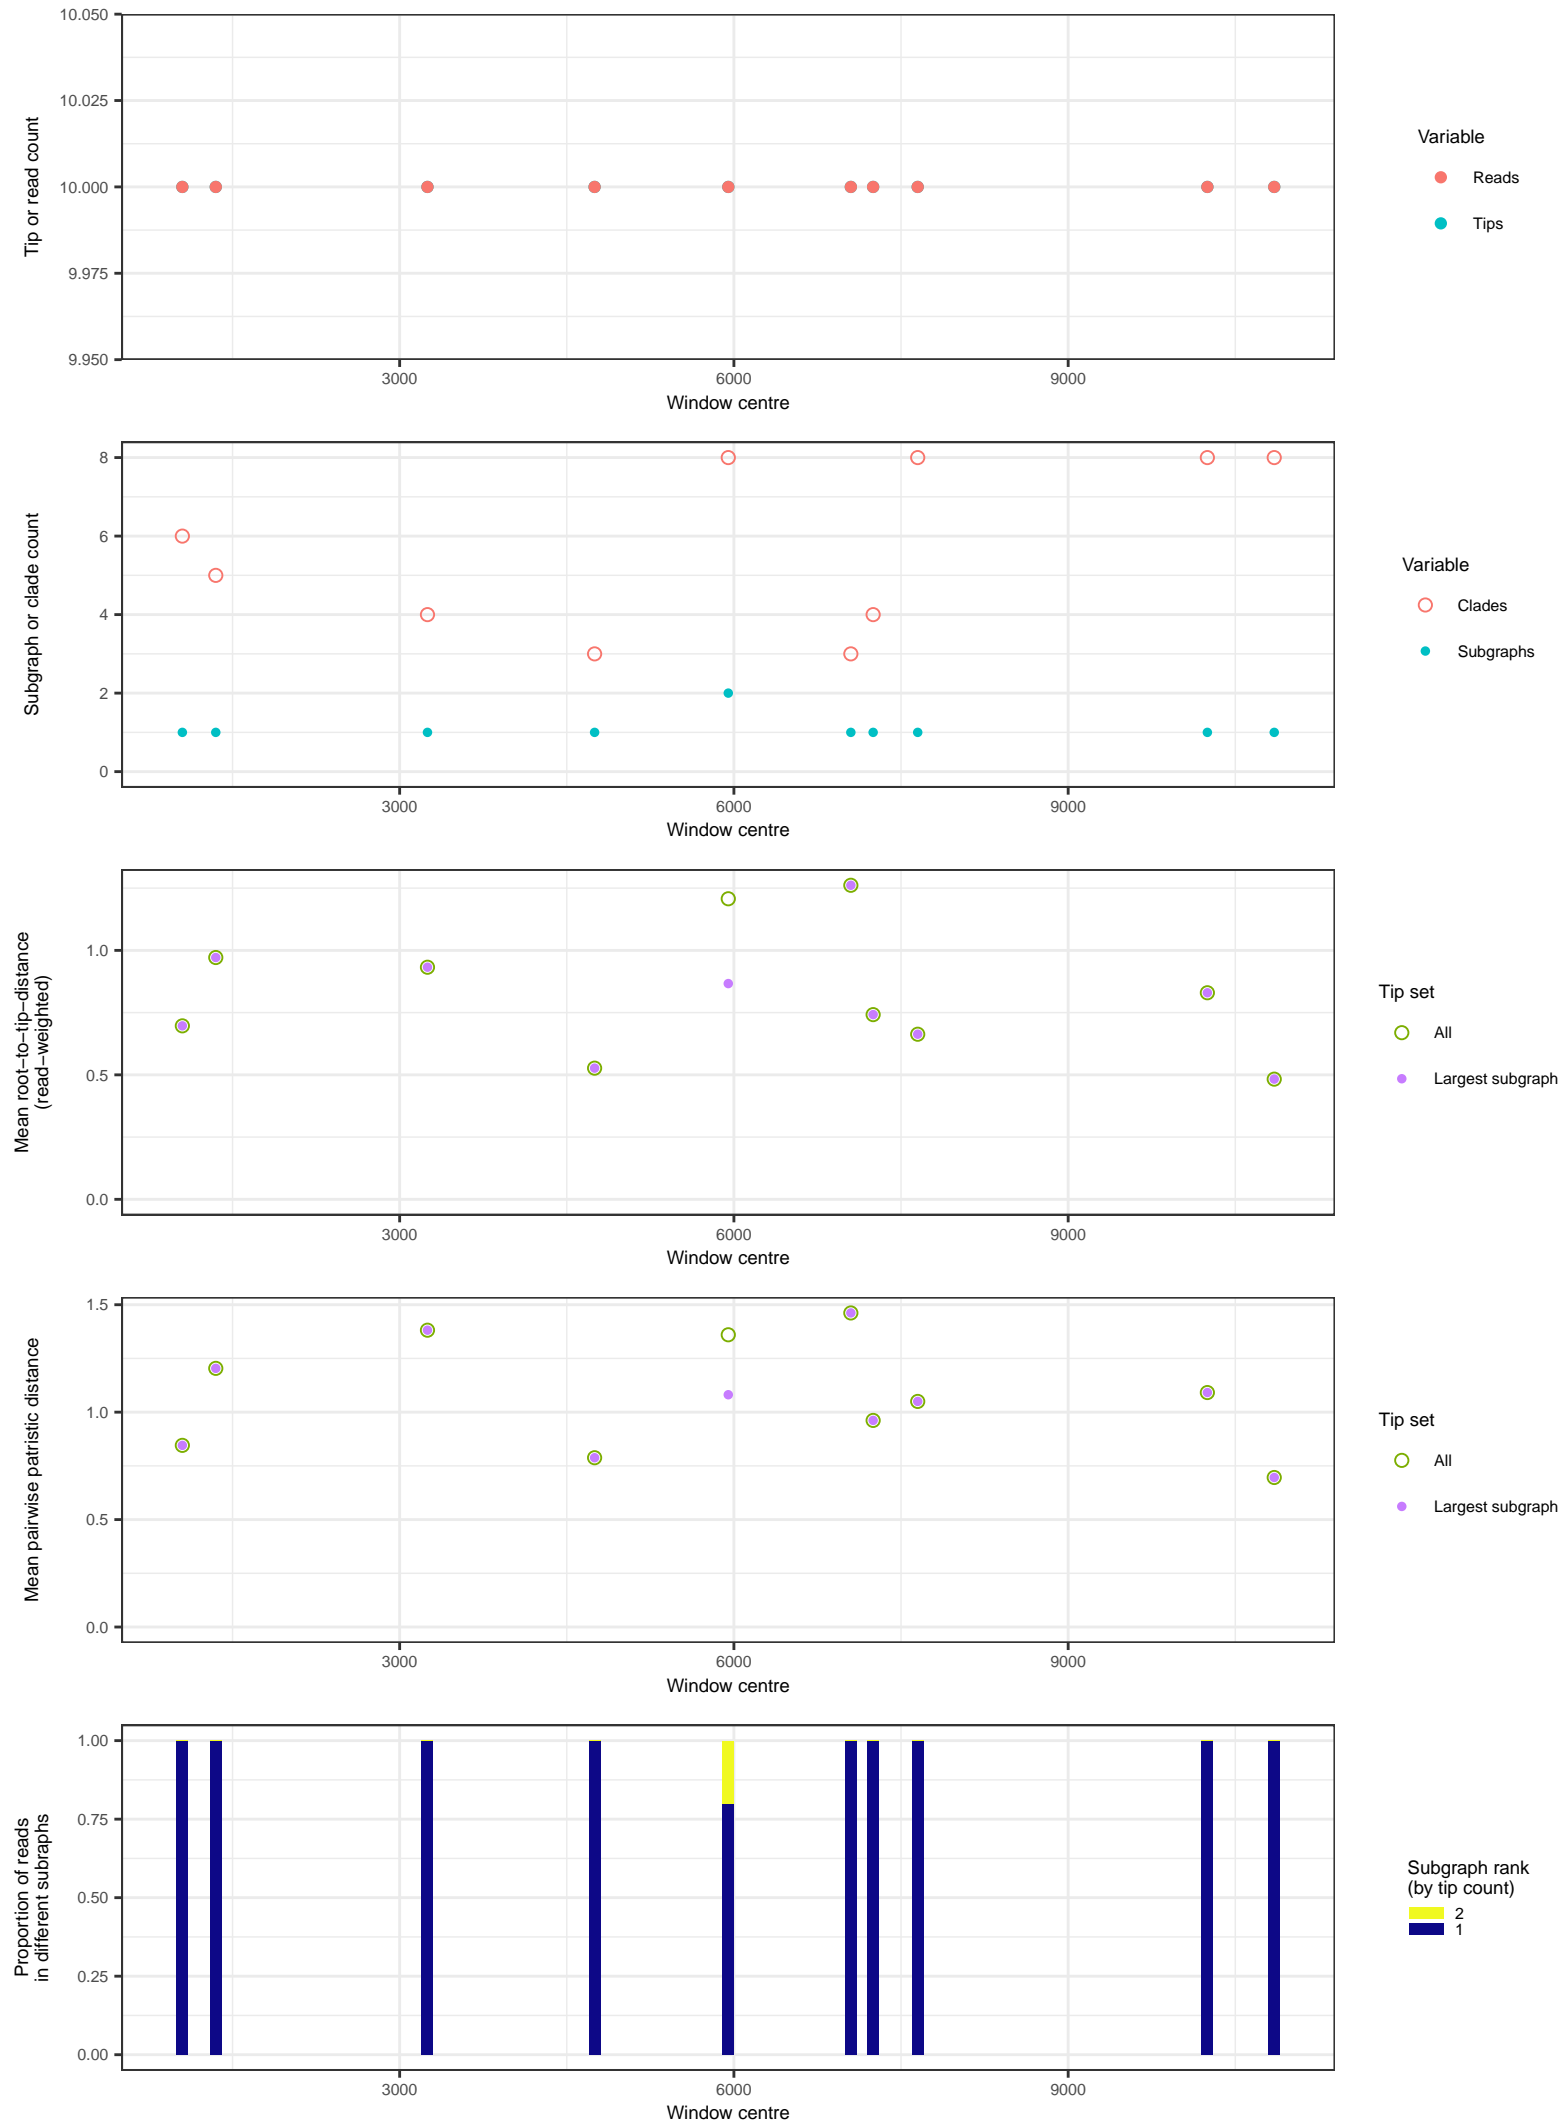 10.050
10.025
10.000
9.975
9.950
Tip or read count
3000
6000
9000
Window centre
Variable
Reads
Tips
8
6
4
2
0
Subgraph or clade count
3000
6000
9000
Window centre
Variable
Clades
Subgraphs
1.0
0.5
0.0
Mean root−to−tip−distance
(read−weighted)
3000
6000
9000
Window centre
Tip set
All
Largest subgraph
1.5
1.0
0.5
0.0
Mean pairwise patristic distance
3000
6000
9000
Window centre
Tip set
All
Largest subgraph
1.00
0.75
0.50
0.25
0.00
Proportion of reads
in different subraphs
3000
6000
9000
Window centre
Subgraph rank
(by tip count)
2
1